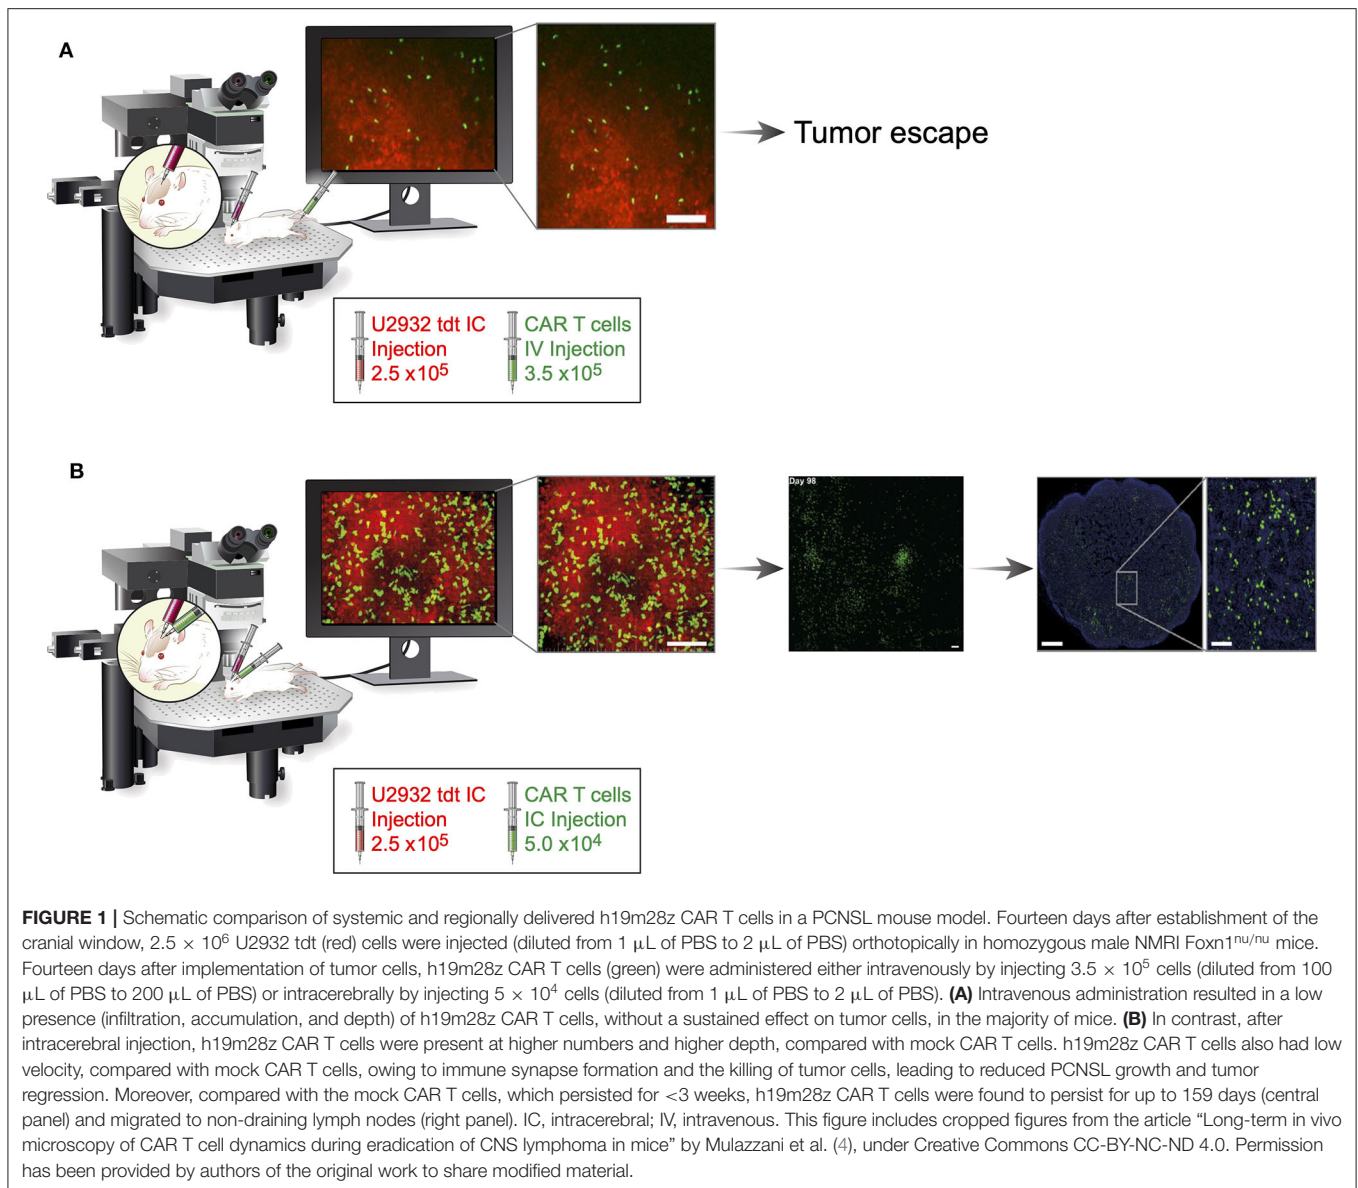 A
Tumor escape
U2932 tdt IC
Injection
2.5 x10⁵
CAR T cells
IV Injection
3.5 x10⁵
B
Day 98
U2932 tdt IC
Injection
2.5 x10⁵
CAR T cells
IC Injection
5.0 x10⁴
FIGURE 1 | Schematic comparison of systemic and regionally delivered h19m28z CAR T cells in a PCNSL mouse model. Fourteen days after establishment of the
cranial window, 2.5 × 10⁶ U2932 tdt (red) cells were injected (diluted from 1 μL of PBS to 2 μL of PBS) orthotopically in homozygous male NMRI Foxn1ⁿᵘ/ⁿᵘ mice.
Fourteen days after implementation of tumor cells, h19m28z CAR T cells (green) were administered either intravenously by injecting 3.5 × 10⁵ cells (diluted from 100
μL of PBS to 200 μL of PBS) or intracerebrally by injecting 5 × 10⁴ cells (diluted from 1 μL of PBS to 2 μL of PBS). (A) Intravenous administration resulted in a low
presence (infiltration, accumulation, and depth) of h19m28z CAR T cells, without a sustained effect on tumor cells, in the majority of mice. (B) In contrast, after
intracerebral injection, h19m28z CAR T cells were present at higher numbers and higher depth, compared with mock CAR T cells. h19m28z CAR T cells also had low
velocity, compared with mock CAR T cells, owing to immune synapse formation and the killing of tumor cells, leading to reduced PCNSL growth and tumor
regression. Moreover, compared with the mock CAR T cells, which persisted for <3 weeks, h19m28z CAR T cells were found to persist for up to 159 days (central
panel) and migrated to non-draining lymph nodes (right panel). IC, intracerebral; IV, intravenous. This figure includes cropped figures from the article “Long-term in vivo
microscopy of CAR T cell dynamics during eradication of CNS lymphoma in mice” by Mulazzani et al. (4), under Creative Commons CC-BY-NC-ND 4.0. Permission
has been provided by authors of the original work to share modified material.